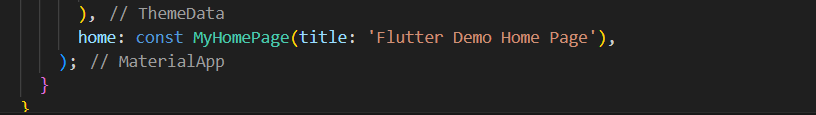 ), // ThemeData
home: const MyHomePage(title: 'Flutter Demo Home Page'),
); // MaterialApp
}
}